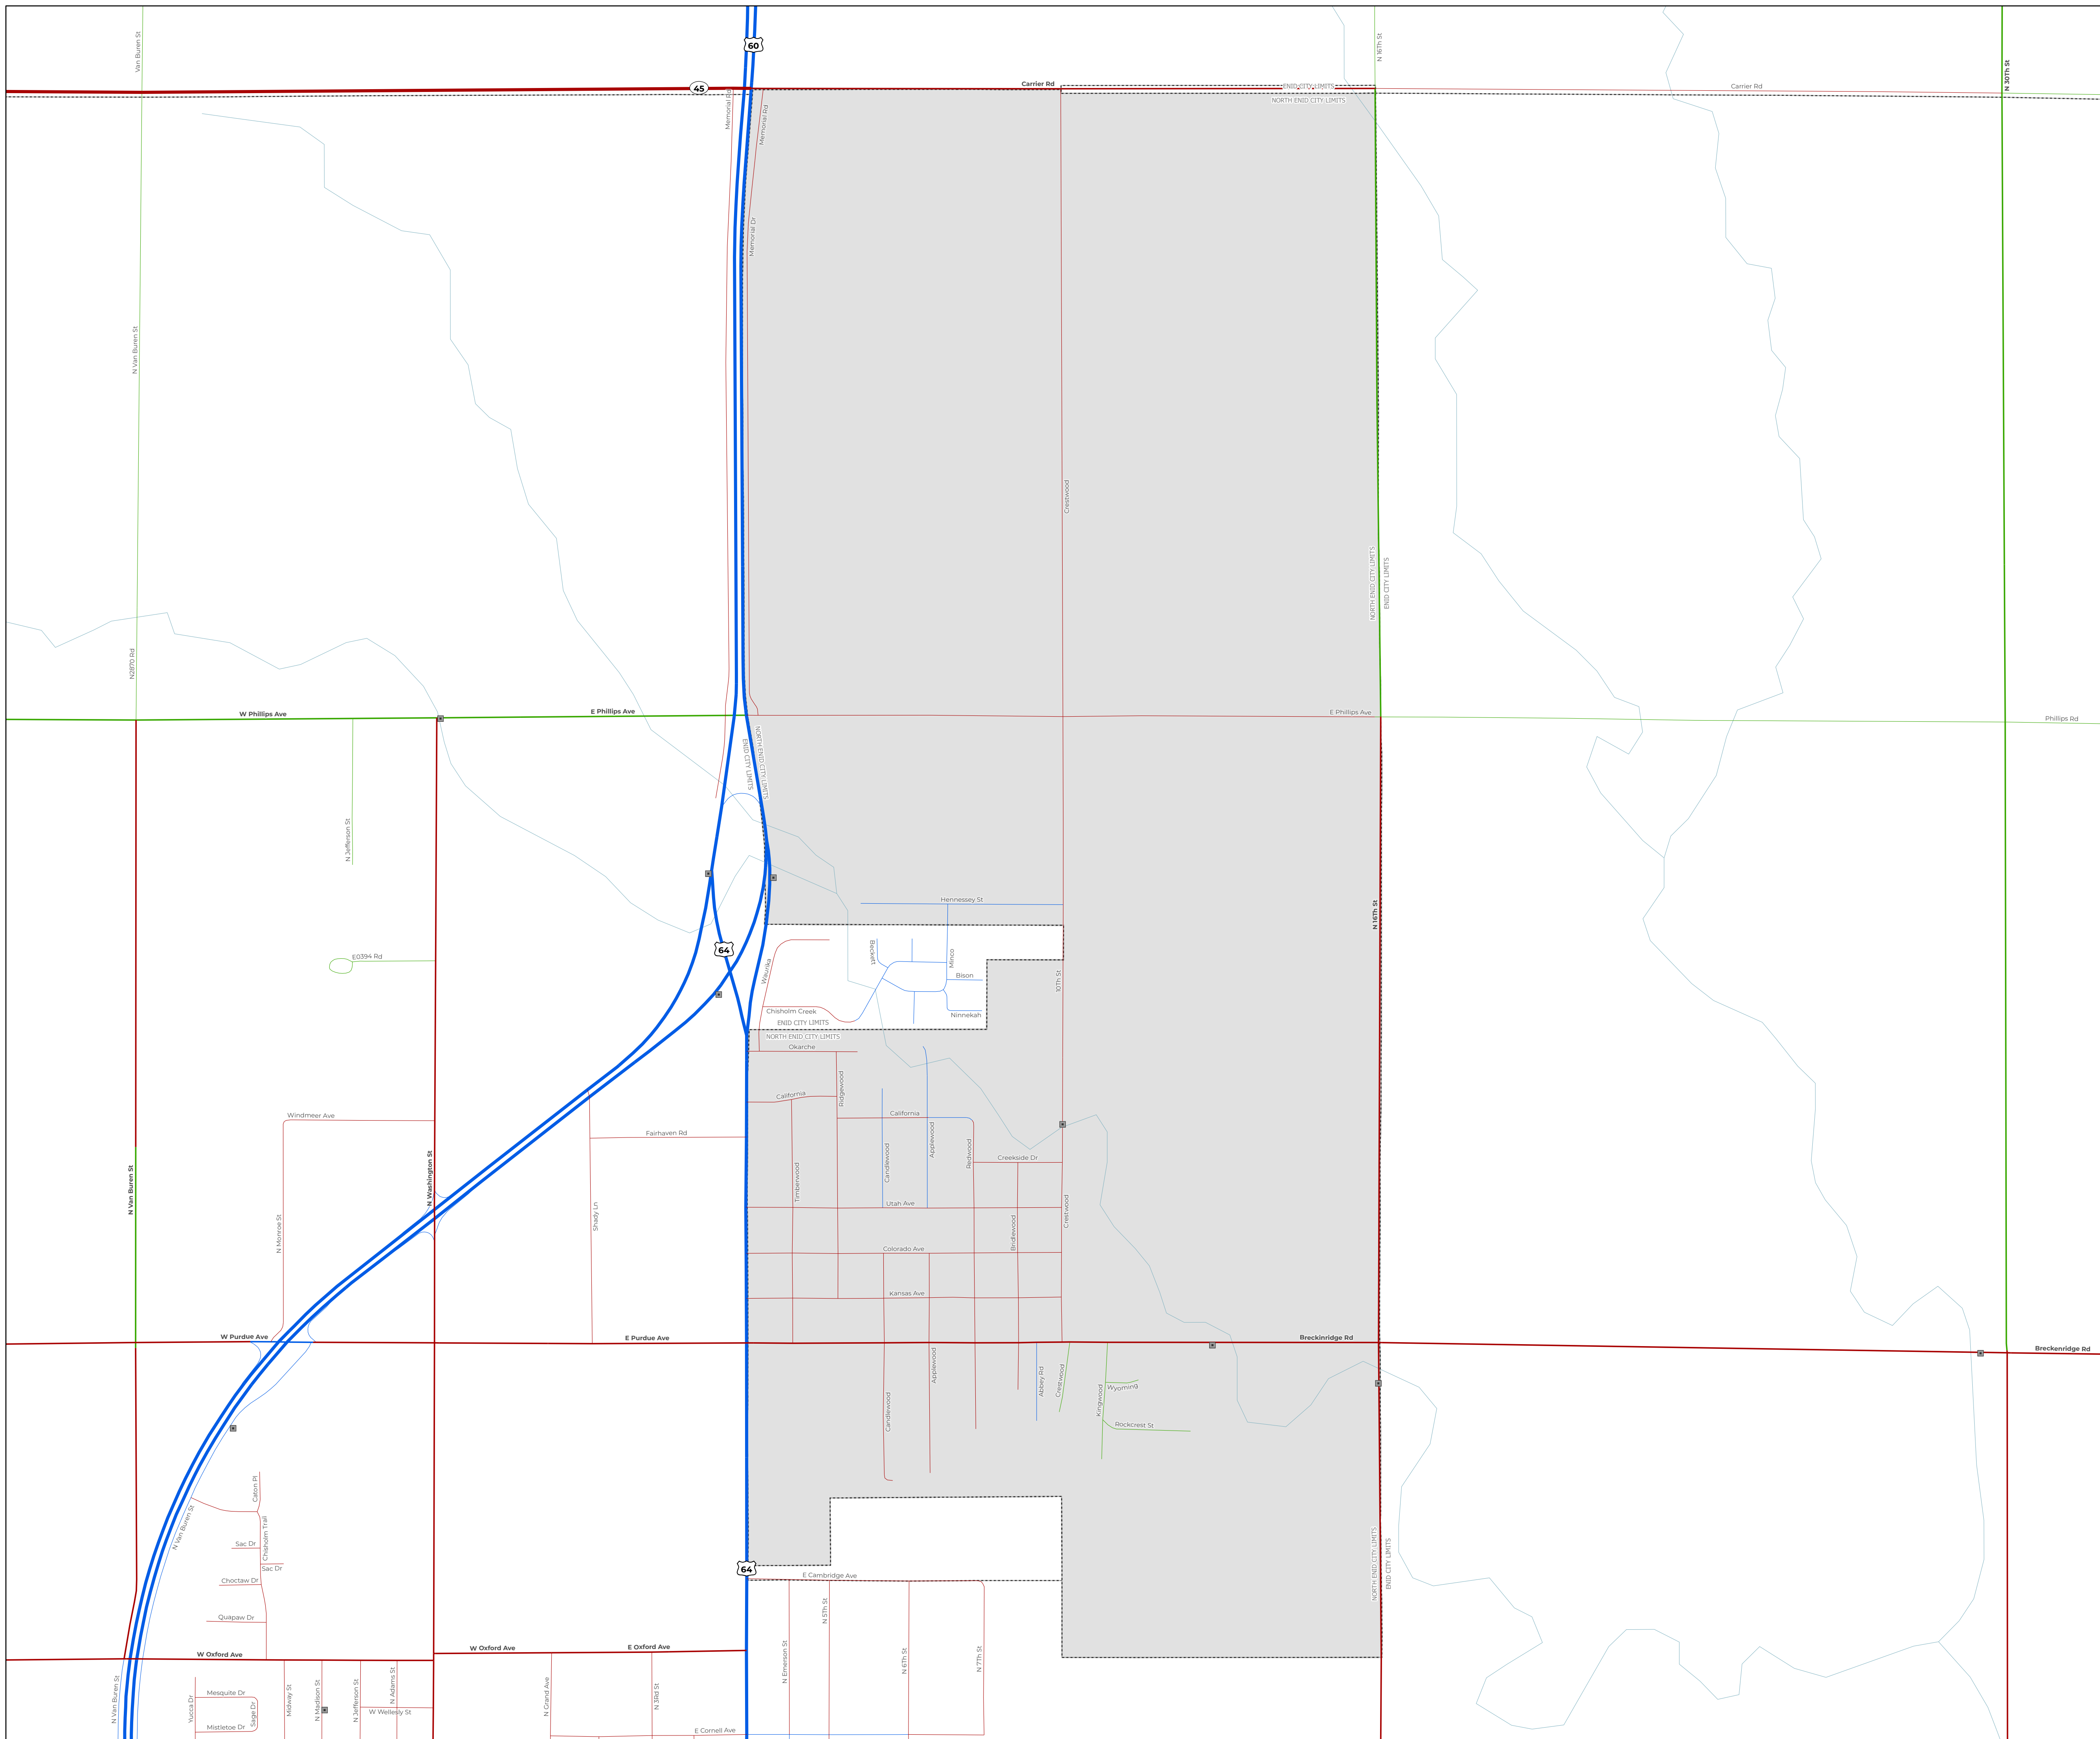 Van Buren St
60
N 16Th St
N 30Th St
45
Carrier Rd
ENID CITY LIMITS
Carrier Rd
NORTH ENID CITY LIMITS
Memorial Rd
Memorial Rd
Memorial Dr
N Van Buren St
Crestwood
NORTH ENID CITY LIMITS
ENID CITY LIMITS
N2870 Rd
W Phillips Ave
E Phillips Ave
E Phillips Ave
Phillips Rd
NORTH ENID CITY LIMITS
ENID CITY LIMITS
N Jefferson St
Hennessey St
N 16Th St
64
E0394 Rd
Beckett
Minco
Waurika
Bison
10Th St
Chisholm Creek
Ninnekah
ENID CITY LIMITS
NORTH ENID CITY LIMITS
Okarche
Ridgewood
California
California
Windmeer Ave
Fairhaven Rd
Applewood
Redwood
Creekside Dr
Candlewood
Timberwood
N Washington St
N Van Buren St
Utah Ave
Crestwood
Shady Ln
N Monroe St
Bridlewood
Colorado Ave
Kansas Ave
W Purdue Ave
E Purdue Ave
Breckinridge Rd
Breckenridge Rd
Applewood
Abbey Rd
Crestwood
Kingwood
Wyoming
Candlewood
Rockcrest St
Caton Pl
N Van Buren St
Chisholm Trail
Sac Dr
Sac Dr
NORTH ENID CITY LIMITS
ENID CITY LIMITS
64
E Cambridge Ave
Choctaw Dr
N 5Th St
Quapaw Dr
W Oxford Ave
W Oxford Ave
E Oxford Ave
N Emerson St
N 6Th St
N 7Th St
N Van Buren St
Yucca Dr
Mesquite Dr
Sage Dr
Midway St
N Madison St
N Jefferson St
N Adams St
W Wellesly St
N Grand Ave
N 3Rd St
Mistletoe Dr
E Cornell Ave